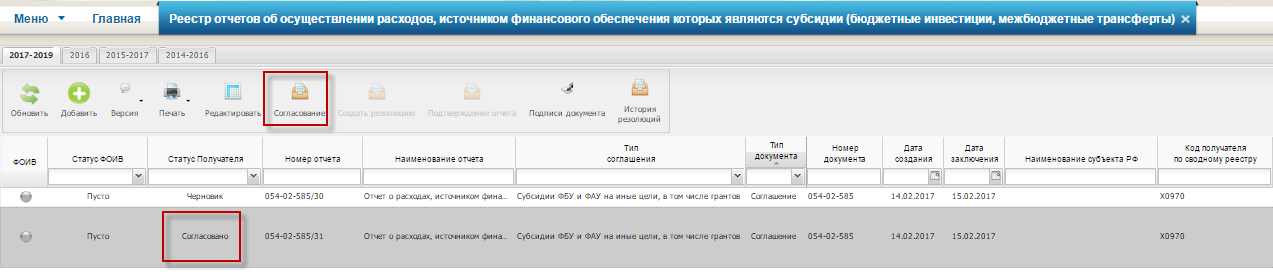 Меню Главная Реестр отчетов об осуществлении расходов, источником финансового обеспечения которых являются субсидии (бюджетные инвестиции, межбюджетные трансферты)
2017-2019 2016 2015-2017 2014-2016
Обновить Добавить Версия Печать Редактировать Согласование Создать резолюцию Подтверждение отчета Подписи документа История
резолюций
ФОИВ Статус ФОИВ Статус Получателя Номер отчета Наименование отчета Тип
соглашения Тип
документа Номер
документа Дата
создания Дата
заключения Наименование субъекта РФ Код получателя
по сводному реестру
Пусто Черновик 054-02-585/30 Отчет о расходах, источником фина... Субсидии ФБУ и ФАУ на иные цели, в том числе грантов Соглашение 054-02-585 14.02.2017 15.02.2017 X0970
Пусто Согласовано 054-02-585/31 Отчет о расходах, источником фина... Субсидии ФБУ и ФАУ на иные цели, в том числе грантов Соглашение 054-02-585 14.02.2017 15.02.2017 X0970